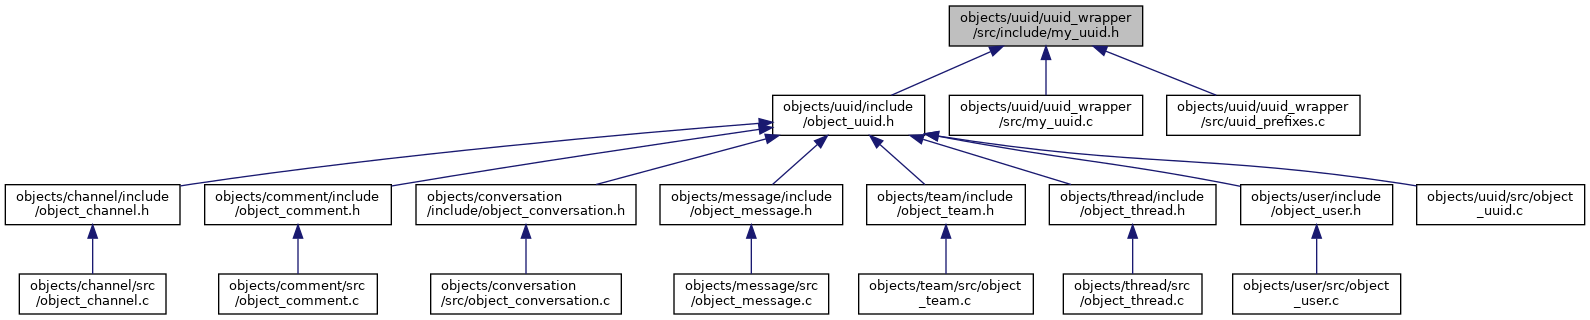 objects/uuid/uuid_wrapper
/src/include/my_uuid.h
objects/uuid/include
/object_uuid.h
objects/uuid/uuid_wrapper
/src/my_uuid.c
objects/uuid/uuid_wrapper
/src/uuid_prefixes.c
objects/channel/include
/object_channel.h
objects/comment/include
/object_comment.h
objects/conversation
/include/object_conversation.h
objects/message/include
/object_message.h
objects/team/include
/object_team.h
objects/thread/include
/object_thread.h
objects/user/include
/object_user.h
objects/uuid/src/object
_uuid.c
objects/channel/src
/object_channel.c
objects/comment/src
/object_comment.c
objects/conversation
/src/object_conversation.c
objects/message/src
/object_message.c
objects/team/src/object
_team.c
objects/thread/src
/object_thread.c
objects/user/src/object
_user.c